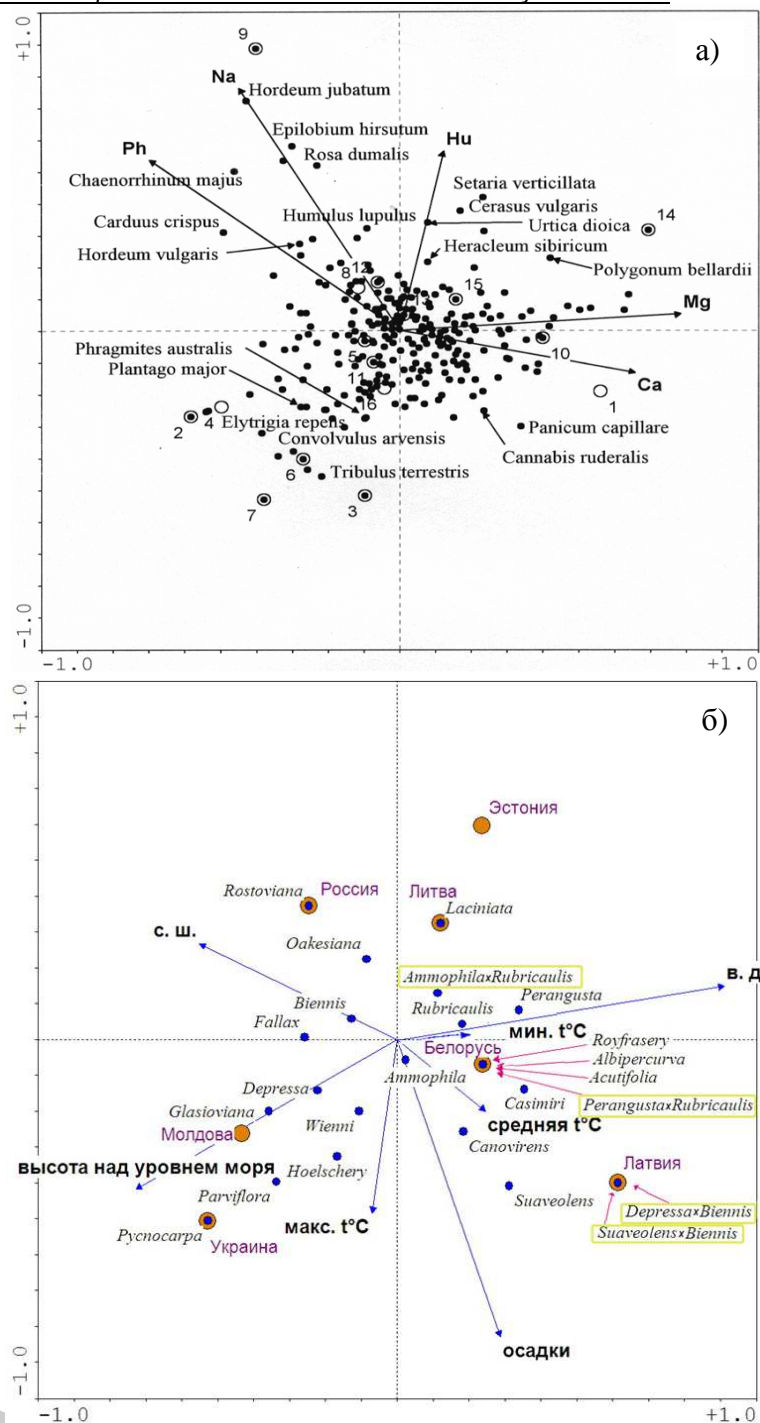 +1.0
а)
9
Na
Hordeum jubatum
Epilobium hirsutum
Hu
Ph
Rosa dumalis
Chaenorrhinum majus
Setaria verticillata
Carduus crispus
Humulus lupulus
Cerasus vulgaris
14
Urtica dioica
Hordeum vulgaris
Heracleum sibiricum
8
12
15
Polygonum bellardii
13
Mg
Phragmites australis
5
10
Plantago major
11
Ca
16
1
2
4
Elytrigia repens
Panicum capillare
Convolvulus arvensis
Cannabis ruderalis
6
Tribulus terrestris
7
3
-1.0
-1.0
+1.0
+1.0
б)
Эстония
Rostoviana
Россия
Литва
Laciniata
с. ш.
Oakesiana
Ammophila×Rubricaulis
в. д
Biennis
Rubricaulis
Perangusta
Fallax
мин. t°C
Белорусь
Royfrasery
Albipercurva
Ammophila
Acutifolia
Depressa
Casimiri
Perangusta×Rubricaulis
Glasioviana
Wienni
средняя t°C
Молдова
Canovirens
высота над уровнем моря
Hoelschery
Латвия
Parviflora
макс. t°C
Suaveolens
Depressa×Biennis
Pycnocarpa
Suaveolens×Biennis
Украина
осадки
-1.0
-1.0
+1.0